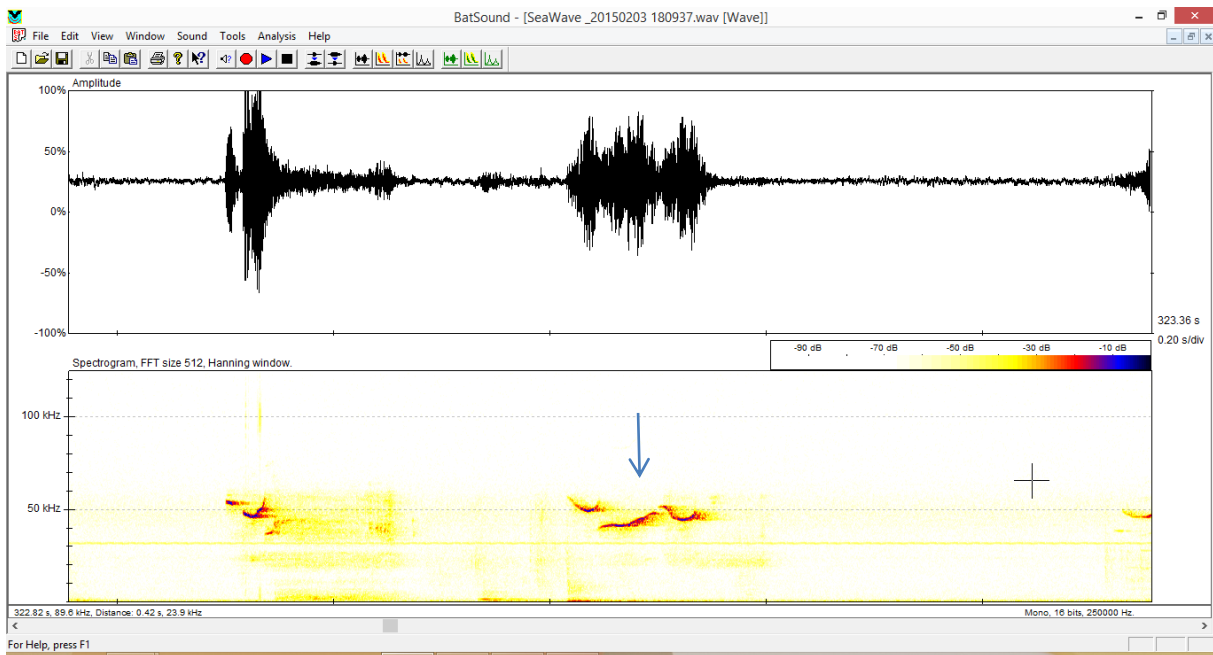 BatSound - [SeaWave _20150203 180937.wav [Wave]]
File Edit View Window Sound Tools Analysis Help
Amplitude
100%
50%
0%
-50%
-100%
323.36 s
0.20 s/div
Spectrogram, FFT size 512, Hanning window.
-90 dB -70 dB -50 dB -30 dB -10 dB
100 kHz
50 kHz
322.82 s, 89.6 kHz, Distance: 0.42 s, 23.9 kHz
Mono, 16 bits, 250000 Hz.
For Help, press F1